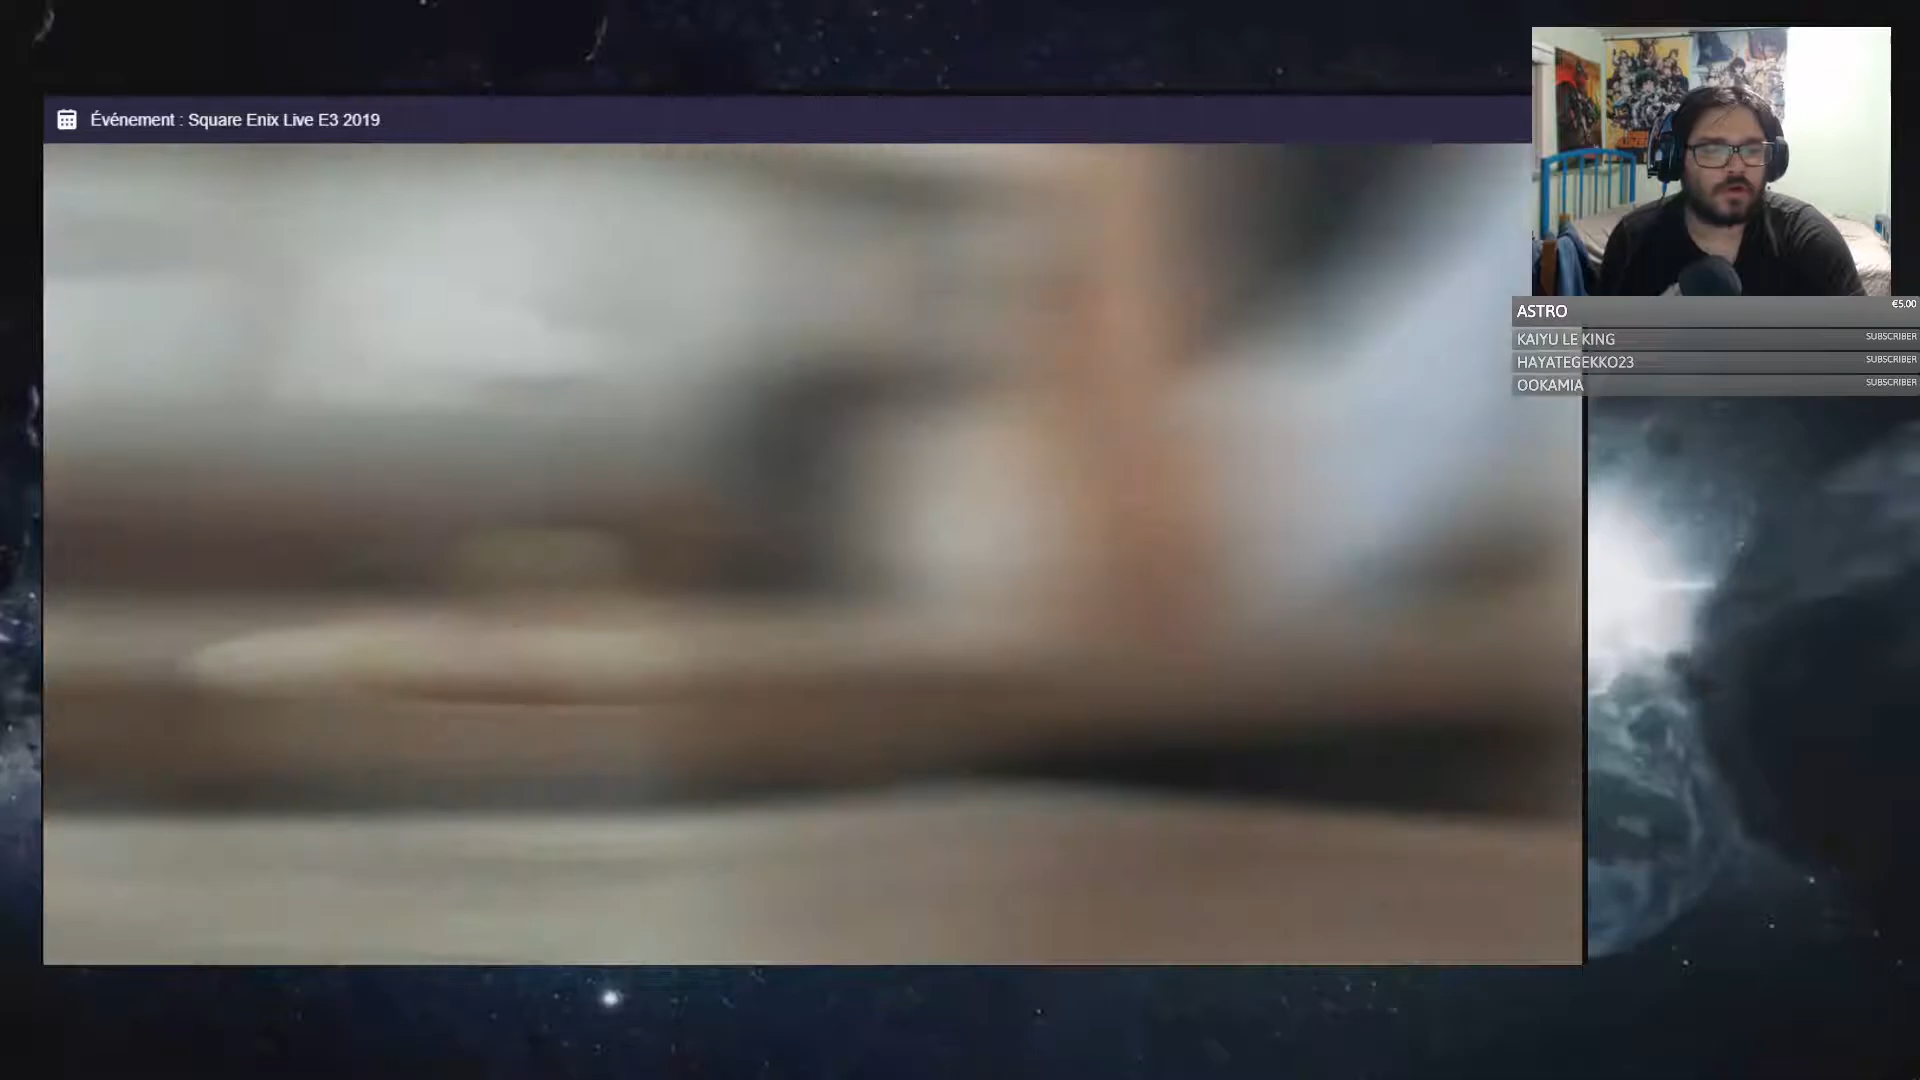 Événement : Square Enix Live E3 2019
ASTRO €5.00
KAIYU LE KING SUBSCRIBER
HAYATEGEKKO23 SUBSCRIBER
OOKAMIA SUBSCRIBER